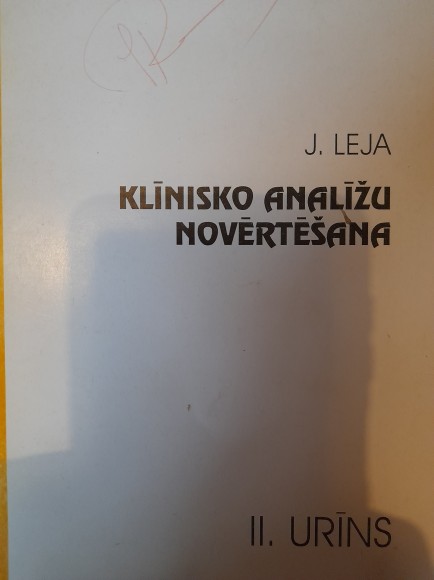 J. LEJA
KLĪNISKO ANALĪŽU
NOVĒRTĒŠANA
II. URĪNS